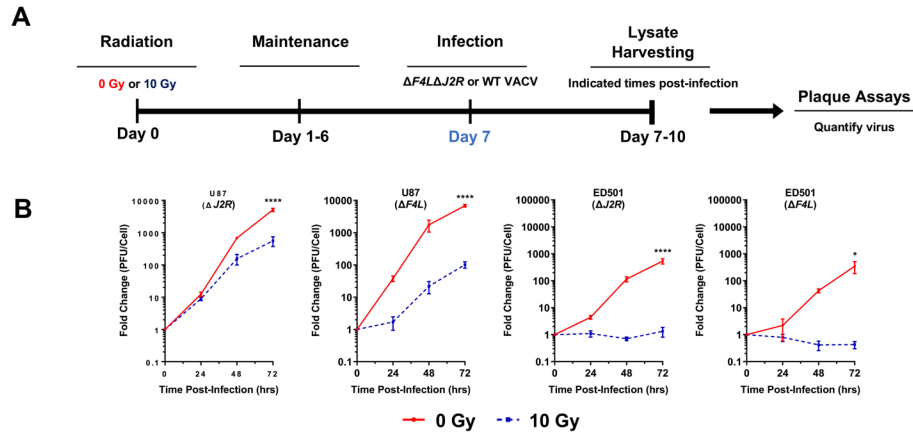 A
Radiation
Maintenance
Infection
Lysate
Harvesting
0 Gy or 10 Gy
ΔF4LΔJ2R or WT VACV
Indicated times post-infection
Plaque Assays
Quantify virus
Day 0
Day 1-6
Day 7
Day 7-10
B
U87
(ΔJ2R)
Fold Change (PFU/Cell)
10000
1000
100
10
1
0.1
****
0 24 48 72
Time Post-Infection (hrs)
U87
(ΔF4L)
Fold Change (PFU/Cell)
10000
1000
100
10
1
0.1
****
0 24 48 72
Time Post-Infection (hrs)
ED501
(ΔJ2R)
Fold Change (PFU/Cell)
100000
10000
1000
100
10
1
0.1
****
0 24 48 72
Time Post-Infection (hrs)
ED501
(ΔF4L)
Fold Change (PFU/Cell)
100000
10000
1000
100
10
1
0.1
*
0 24 48 72
Time Post-Infection (hrs)
0 Gy
10 Gy